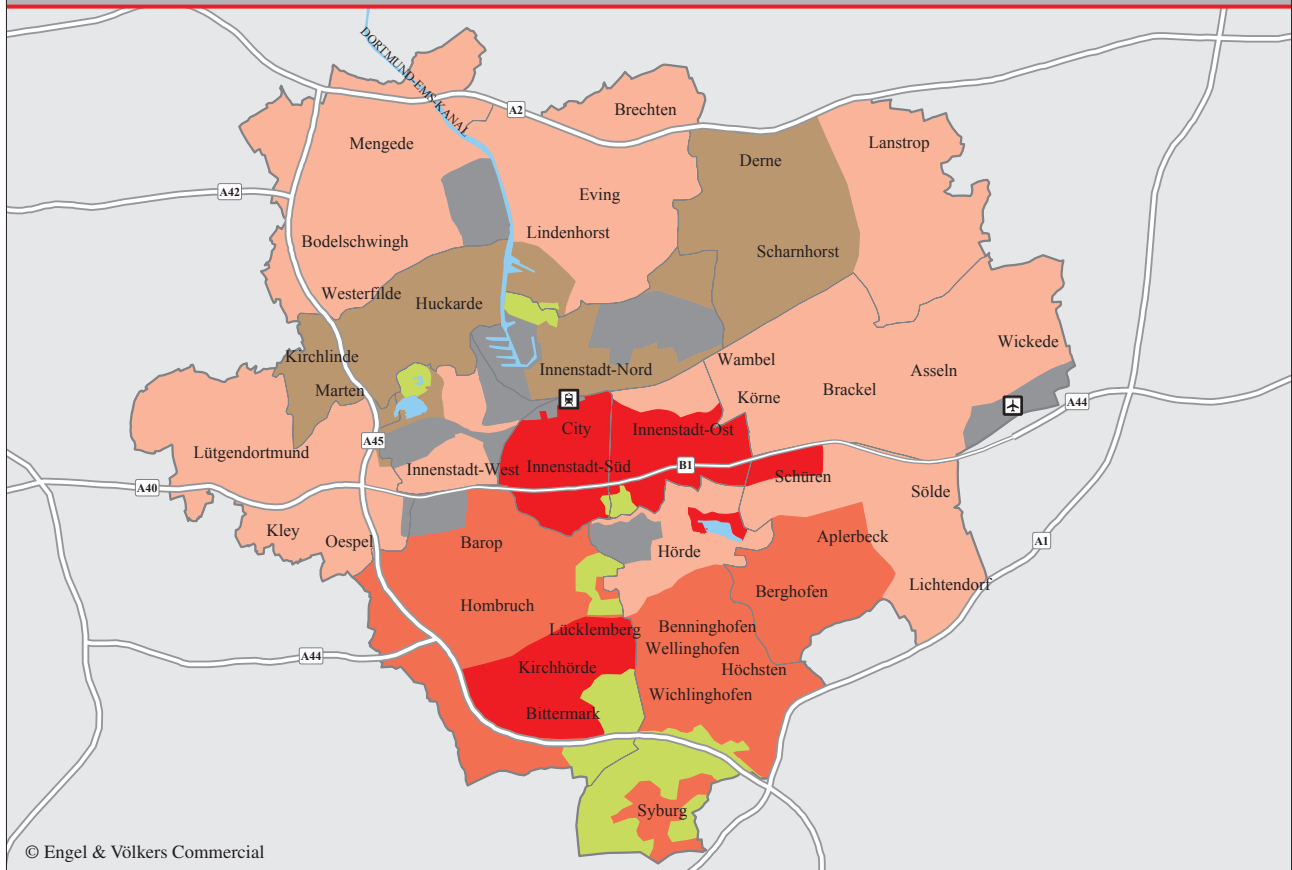 DORTMUND-EMS-KANAL
A2
Brechten
Mengede
Derne
Lanstrop
A42
Eving
Lindenhorst
Bodelschwingh
Scharnhorst
Westerfilde
Huckarde
Wickede
Kirchlinde
Innenstadt-Nord
Wambel
Asseln
Marten
Körne
Brackel
A44
City
Innenstadt-Ost
A45
Lütgendortmund
Innenstadt-West
Innenstadt-Süd
B1
Schüren
A40
Sölde
Kley
Oespel
Barop
Hörde
Aplerbeck
A1
Lichtendorf
Berghofen
Hombruch
Lücklemberg
Benninghofen
Wellinghofen
A44
Kirchhörde
Höchsten
Wichlinghofen
Bittermark
Syburg
© Engel & Völkers Commercial